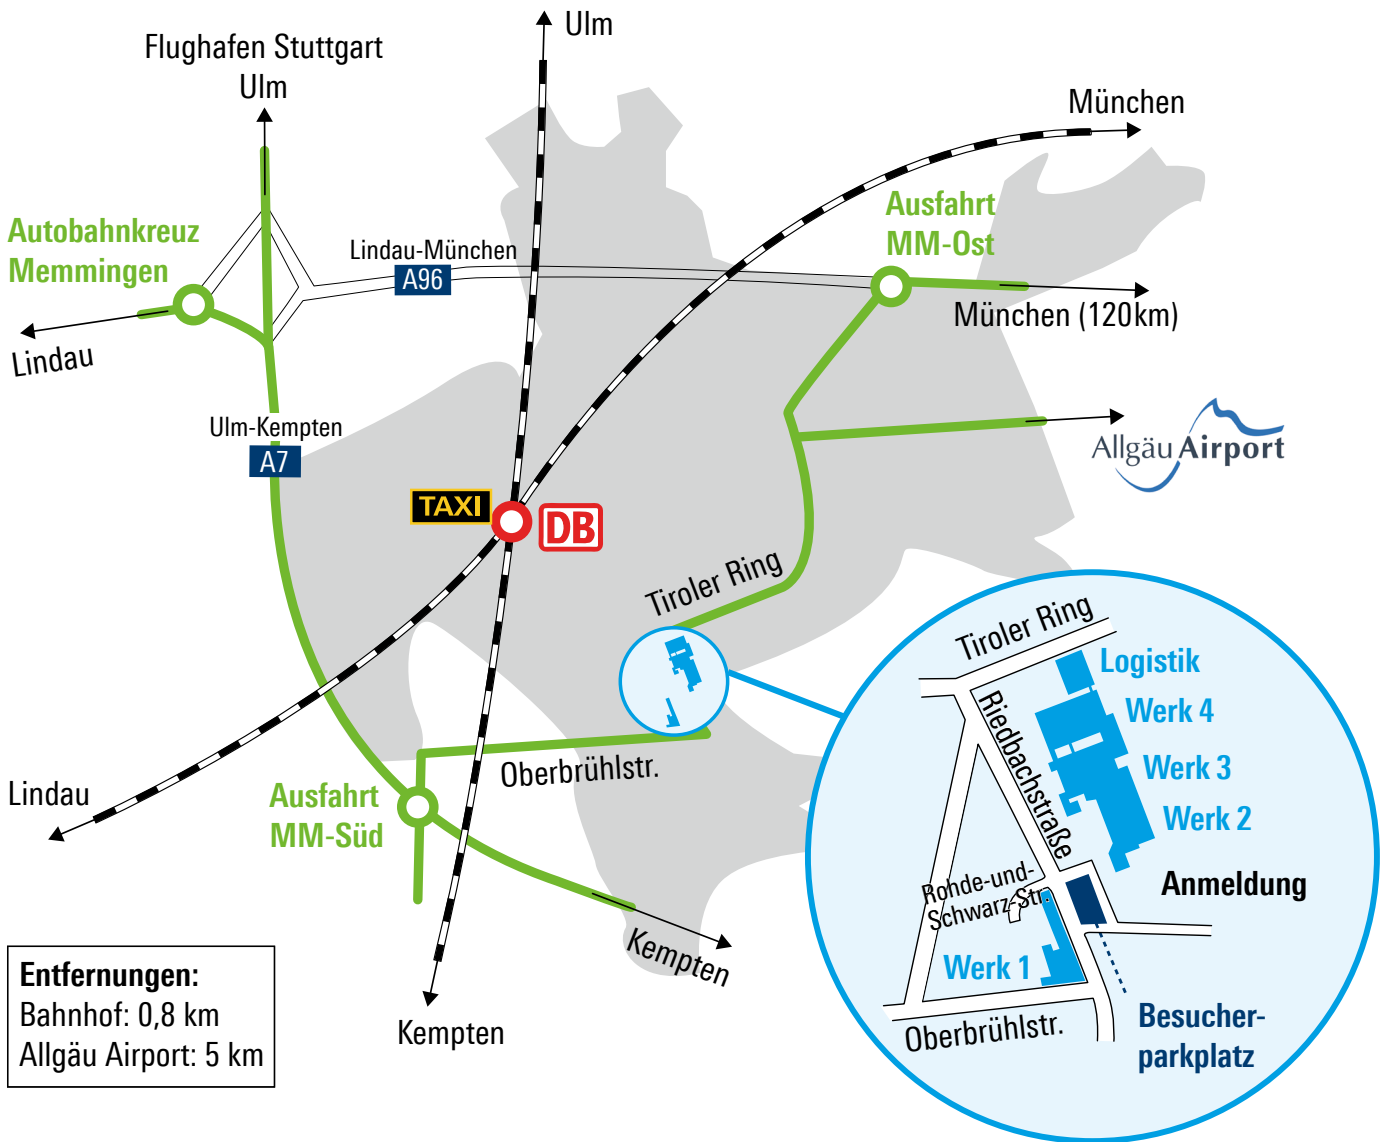 Ulm
Flughafen Stuttgart
Ulm
München
Autobahnkreuz
Memmingen
Lindau-München
A96
Ausfahrt
MM-Ost
München (120km)
Lindau
Ulm-Kempten
A7
Allgäu Airport
TAXI
DB
Tiroler Ring
Oberbrühlstr.
Lindau
Ausfahrt
MM-Süd
Kempten
Kempten
Tiroler Ring
Logistik
Riedbachstraße
Werk 4
Werk 3
Werk 2
Rohde-und-
Schwarz-Str.
Anmeldung
Werk 1
Oberbrühlstr.
Besucher-
parkplatz
Entfernungen:
Bahnhof: 0,8 km
Allgäu Airport: 5 km